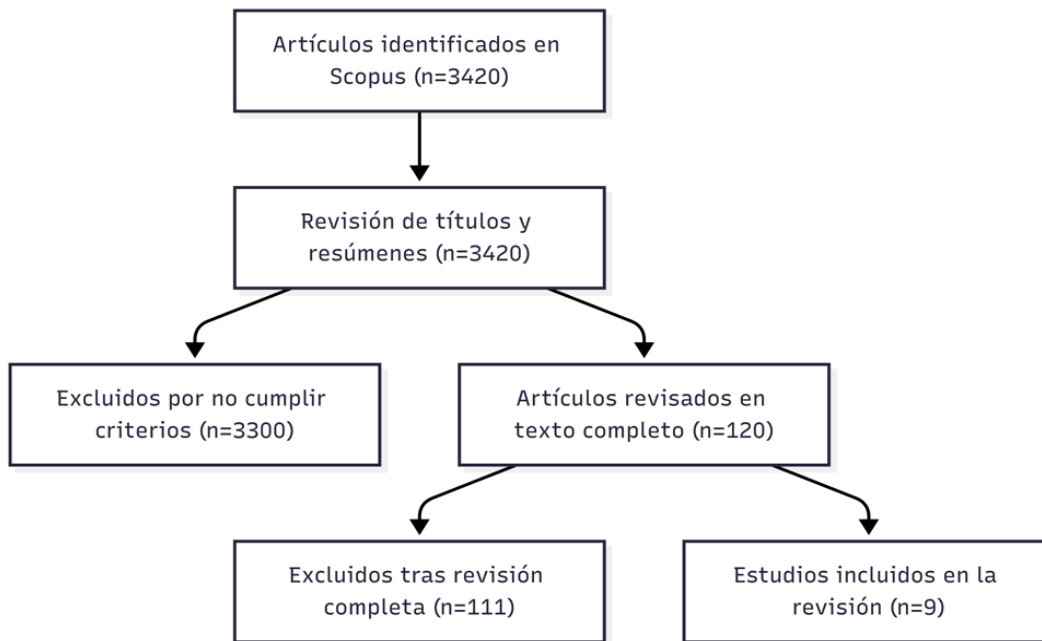 Artículos identificados en
Scopus (n=3420)
Revisión de títulos y
resúmenes (n=3420)
Excluidos por no cumplir
criterios (n=3300)
Artículos revisados en
texto completo (n=120)
Excluidos tras revisión
completa (n=111)
Estudios incluidos en la
revisión (n=9)